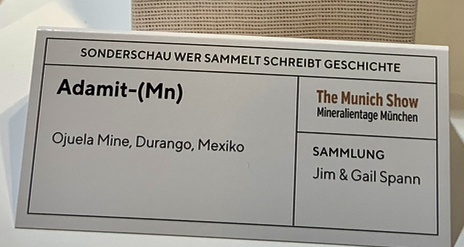 SONDERSCHAU WER SAMMELT SCHREIBT GESCHICHTE
Adamit-(Mn)
Ojuela Mine, Durango, Mexiko
The Munich Show
Mineralientage München
SAMMLUNG
Jim & Gail Spann